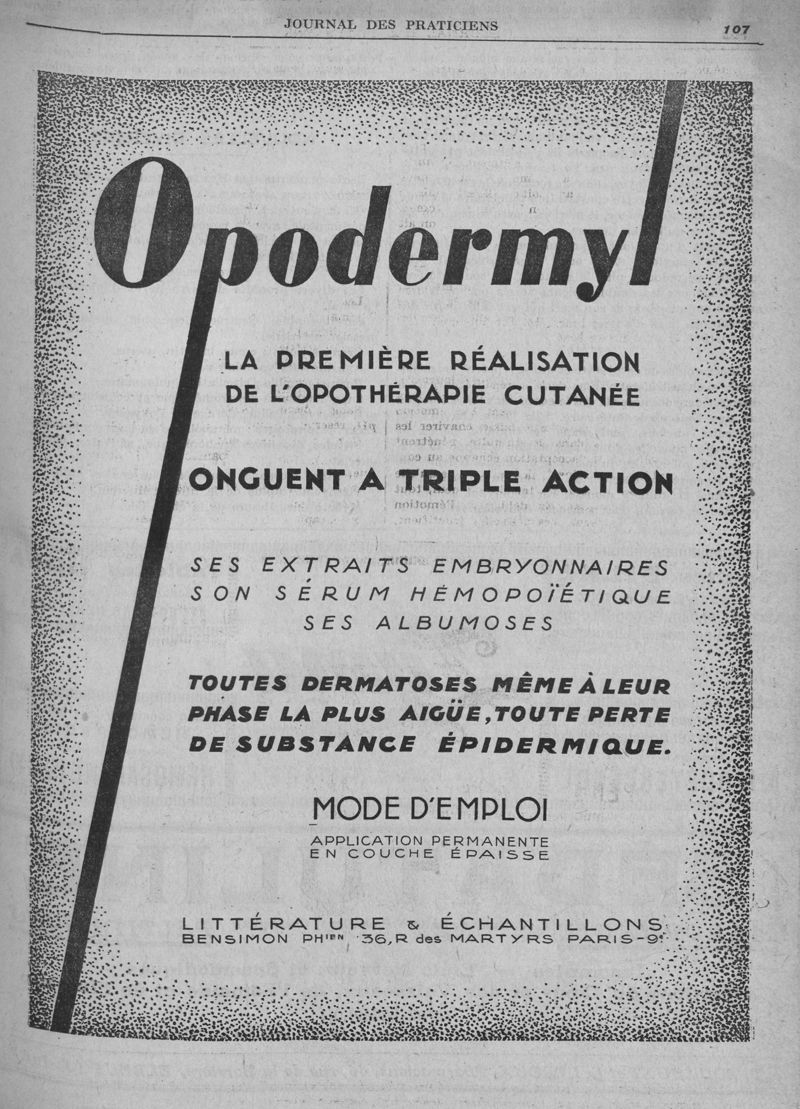 JOURNAL DES PRATICIENS
107
Opodermyl
LA PREMIÈRE RÉALISATION
DE L'OPOTHÉRAPIE CUTANÉE
ONGUENT A TRIPLE ACTION
SES EXTRAITS EMBRYONNAIRES
SON SÉRUM HÉMOPOÏÉTIQUE
SES ALBUMOSES
TOUTES DERMATOSES MÊME À LEUR
PHASE LA PLUS AIGÜE, TOUTE PERTE
DE SUBSTANCE ÉPIDERMIQUE.
MODE D'EMPLOI
APPLICATION PERMANENTE
EN COUCHE ÉPAISSE
LITTÉRATURE & ÉCHANTILLONS
BENSIMON PHIEN 36, R des MARTYRS PARIS-9e